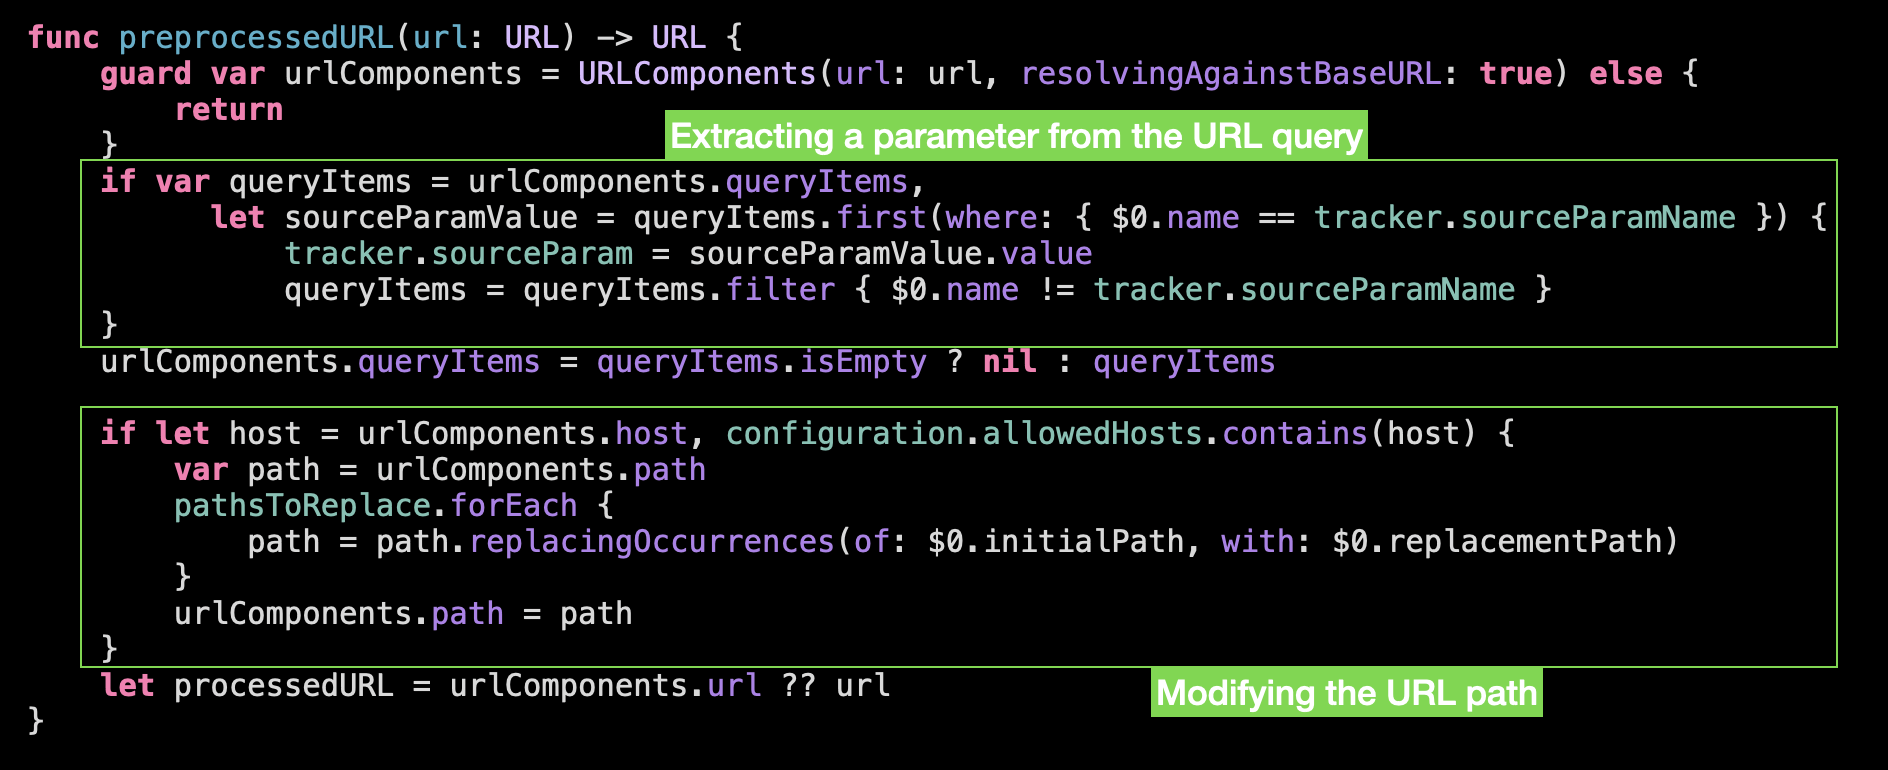 func preprocessedURL(url: URL) -> URL {
    guard var urlComponents = URLComponents(url: url, resolvingAgainstBaseURL: true) else {
        return
    }
Extracting a parameter from the URL query
    if var queryItems = urlComponents.queryItems,
          let sourceParamValue = queryItems.first(where: { $0.name == tracker.sourceParamName }) {
              tracker.sourceParam = sourceParamValue.value
              queryItems = queryItems.filter { $0.name != tracker.sourceParamName }
    }
    urlComponents.queryItems = queryItems.isEmpty ? nil : queryItems
    if let host = urlComponents.host, configuration.allowedHosts.contains(host) {
        var path = urlComponents.path
        pathsToReplace.forEach {
            path = path.replacingOccurrences(of: $0.initialPath, with: $0.replacementPath)
        }
        urlComponents.path = path
    }
    let processedURL = urlComponents.url ?? url
Modifying the URL path
}